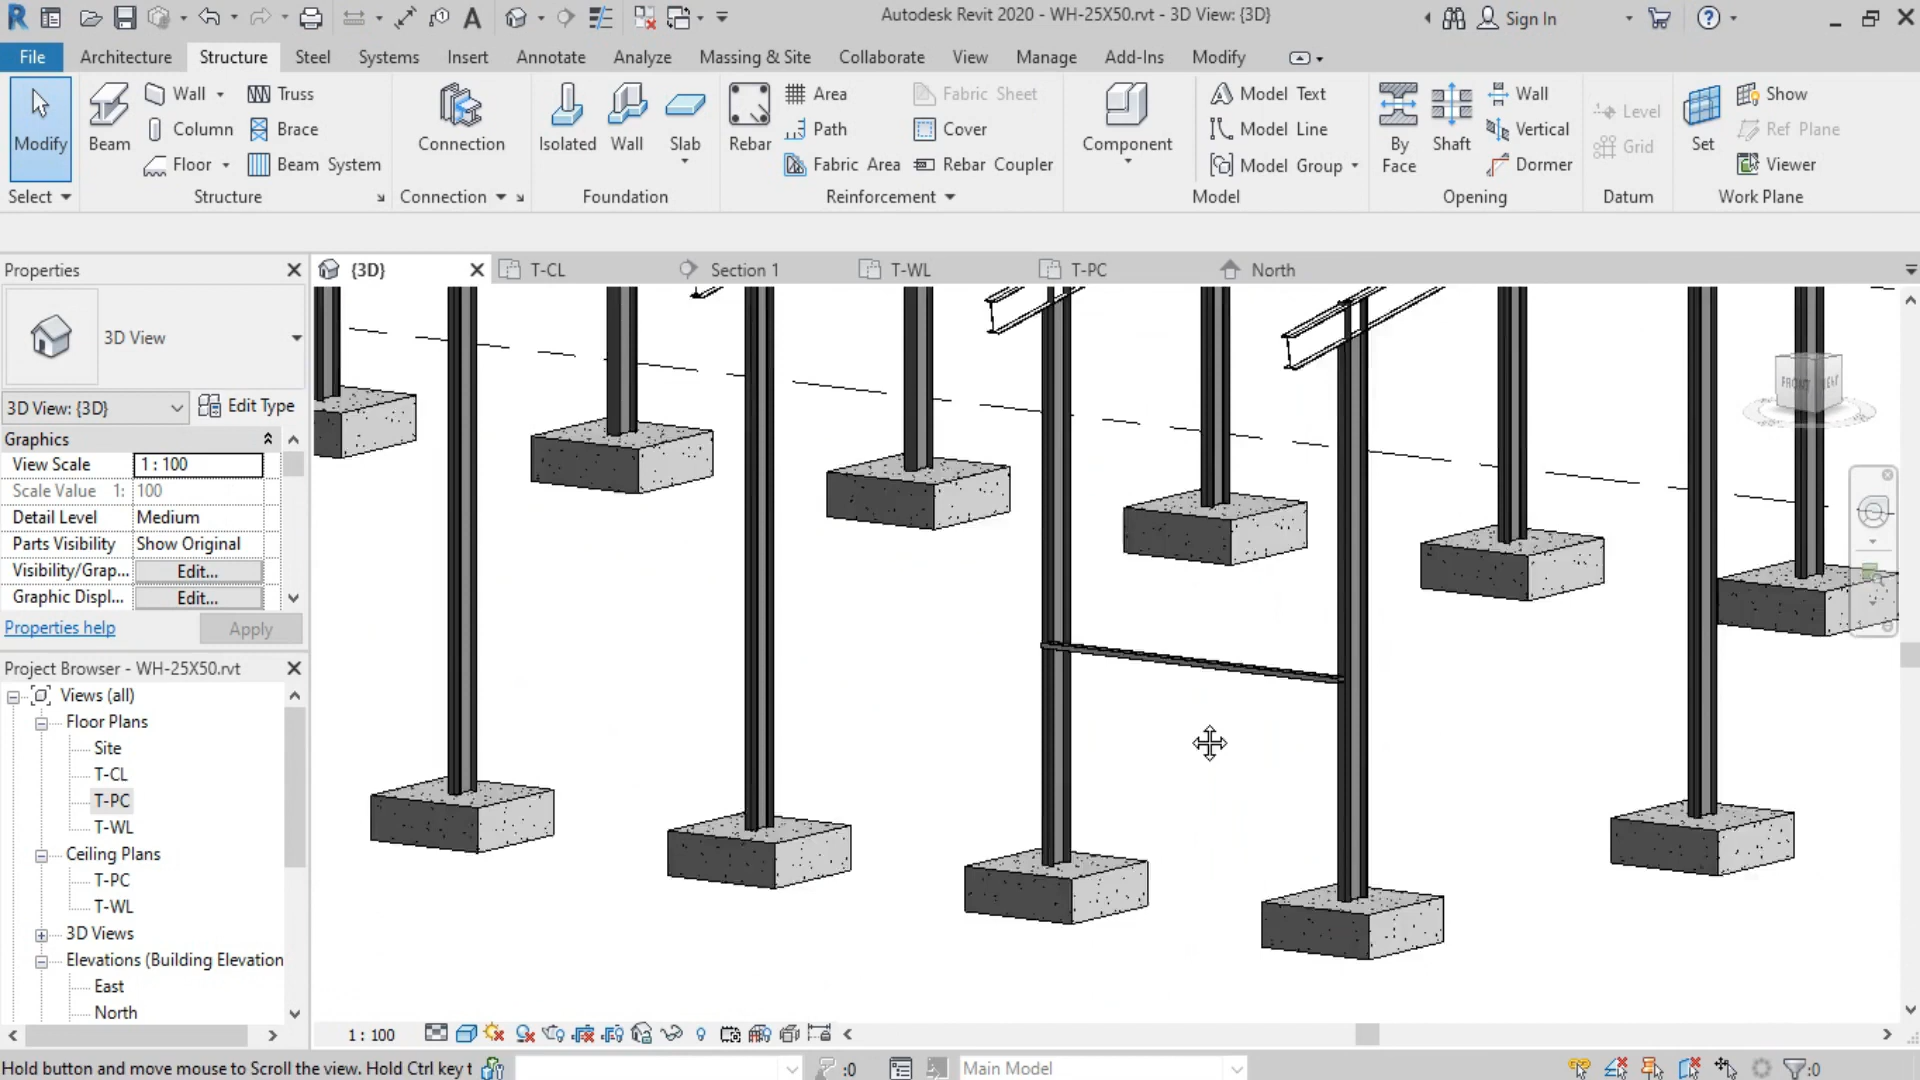 Autodesk Revit 2020 - WH-25X50.rvt - 3D View: {3D}
Sign In
File Architecture Structure Steel Systems Insert Annotate Analyze Massing & Site Collaborate View Manage Add-Ins Modify
Modify
Select
Beam
Wall
Column
Floor
Truss
Brace
Beam System
Structure
Connection
Connection
Isolated
Wall
Slab
Foundation
Rebar
Area
Path
Fabric Area
Fabric Sheet
Cover
Rebar Coupler
Reinforcement
Component
Model Text
Model Line
Model Group
Model
By
Face
Shaft
Wall
Vertical
Dormer
Opening
Level
Grid
Datum
Set
Show
Ref Plane
Viewer
Work Plane
Properties
{3D} T-CL Section 1 T-WL T-PC North
3D View
3D View: {3D} Edit Type
Graphics
View Scale 1 : 100
Scale Value 1: 100
Detail Level Medium
Parts Visibility Show Original
Visibility/Grap... Edit...
Graphic Displ... Edit...
Properties help Apply
Project Browser - WH-25X50.rvt
Views (all)
Floor Plans
Site
T-CL
T-PC
T-WL
Ceiling Plans
T-PC
T-WL
3D Views
Elevations (Building Elevation
East
North
FRONT
1 : 100
Hold button and move mouse to Scroll the view. Hold Ctrl key t
:0
Main Model
:0